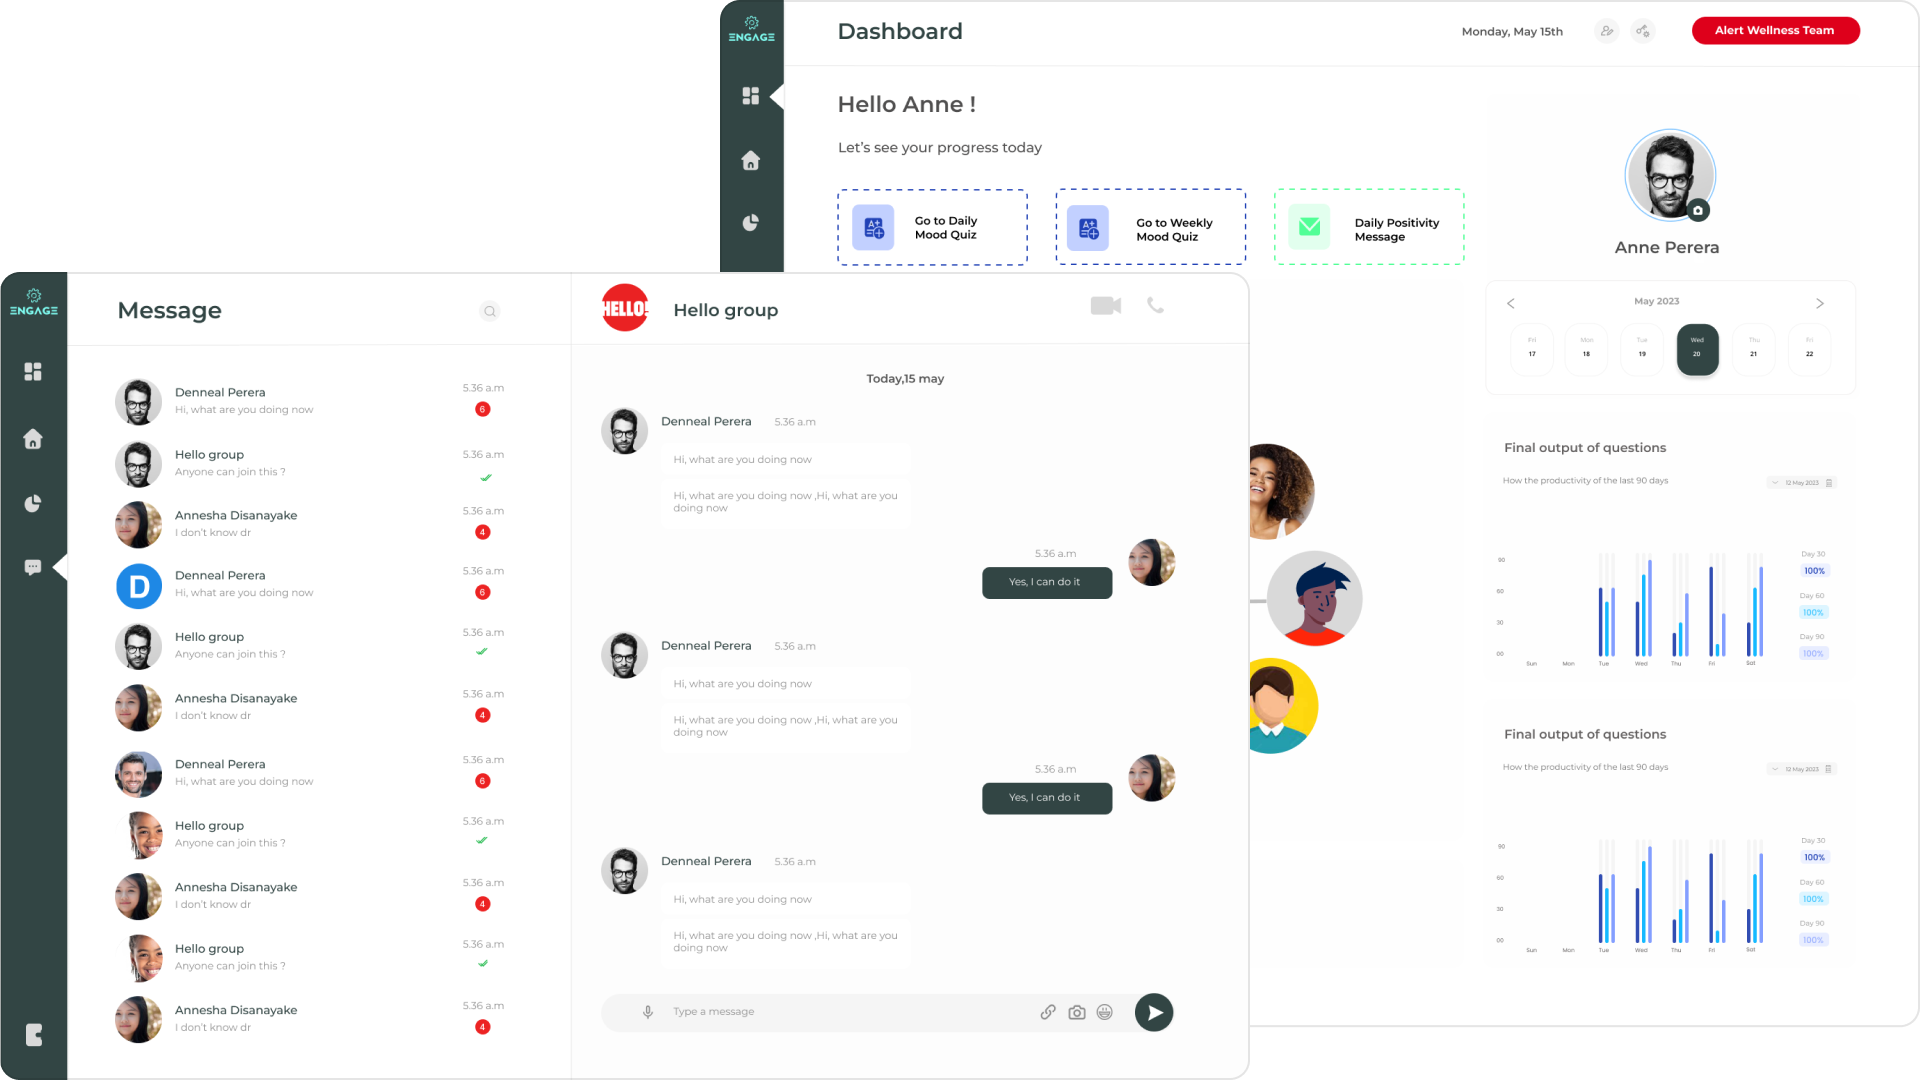 ENGAGE
Dashboard
Monday, May 15th
Alert Wellness Team
Hello Anne !
Let's see your progress today
Go to Daily
Mood Quiz
Go to Weekly
Mood Quiz
Daily Positivity
Message
Anne Perera
May 2023
Fri
17
Mon
18
Tue
19
Wed
20
Thu
21
Fri
22
Final output of questions
How the productivity of the last 90 days
12 May 2023
90
60
30
00
Sun
Mon
Tue
Wed
Thu
Fri
Sat
Day 30
100%
Day 60
100%
Day 90
100%
Final output of questions
How the productivity of the last 90 days
12 May 2023
90
60
30
00
Sun
Mon
Tue
Wed
Thu
Fri
Sat
Day 30
100%
Day 60
100%
Day 90
100%
ENGAGE
Message
Denneal Perera
5.36 a.m
Hi, what are you doing now
6
Hello group
5.36 a.m
Anyone can join this ?
Annesha Disanayake
5.36 a.m
I don't know dr
4
D
Denneal Perera
5.36 a.m
Hi, what are you doing now
6
Hello group
5.36 a.m
Anyone can join this ?
Annesha Disanayake
5.36 a.m
I don't know dr
4
Denneal Perera
5.36 a.m
Hi, what are you doing now
6
Hello group
5.36 a.m
Anyone can join this ?
Annesha Disanayake
5.36 a.m
I don't know dr
4
Hello group
5.36 a.m
Anyone can join this ?
Annesha Disanayake
5.36 a.m
I don't know dr
4
HELLO!
Hello group
Today,15 may
Denneal Perera
5.36 a.m
Hi, what are you doing now
Hi, what are you doing now ,Hi, what are you
doing now
5.36 a.m
Yes, I can do it
Denneal Perera
5.36 a.m
Hi, what are you doing now
Hi, what are you doing now ,Hi, what are you
doing now
5.36 a.m
Yes, I can do it
Denneal Perera
5.36 a.m
Hi, what are you doing now
Hi, what are you doing now ,Hi, what are you
doing now
Type a message